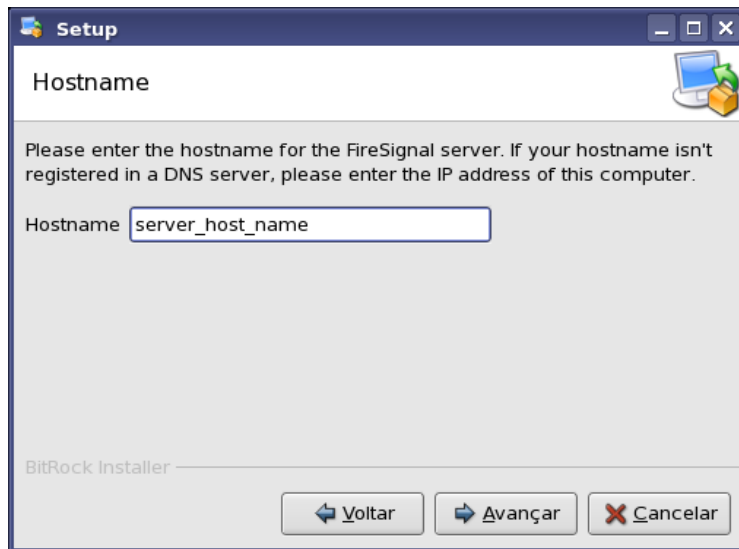 Setup
Hostname
Please enter the hostname for the FireSignal server. If your hostname isn't
registered in a DNS server, please enter the IP address of this computer.
Hostname server_host_name
BitRock Installer
Voltar Avançar Cancelar